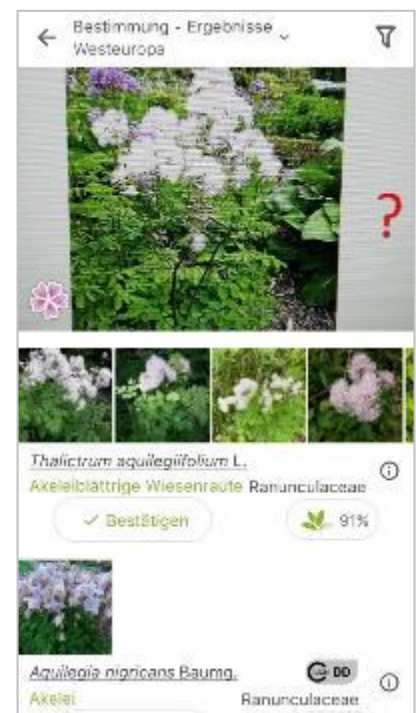 Bestimmung - Ergebnisse
Westeuropa
?
Thalictrum aquilegiifolium L.
Akeleiblättrige Wiesenraute Ranunculaceae
✓ Bestätigen 91%
Aquilegia nigricans Baumg. DD
Akelei Ranunculaceae